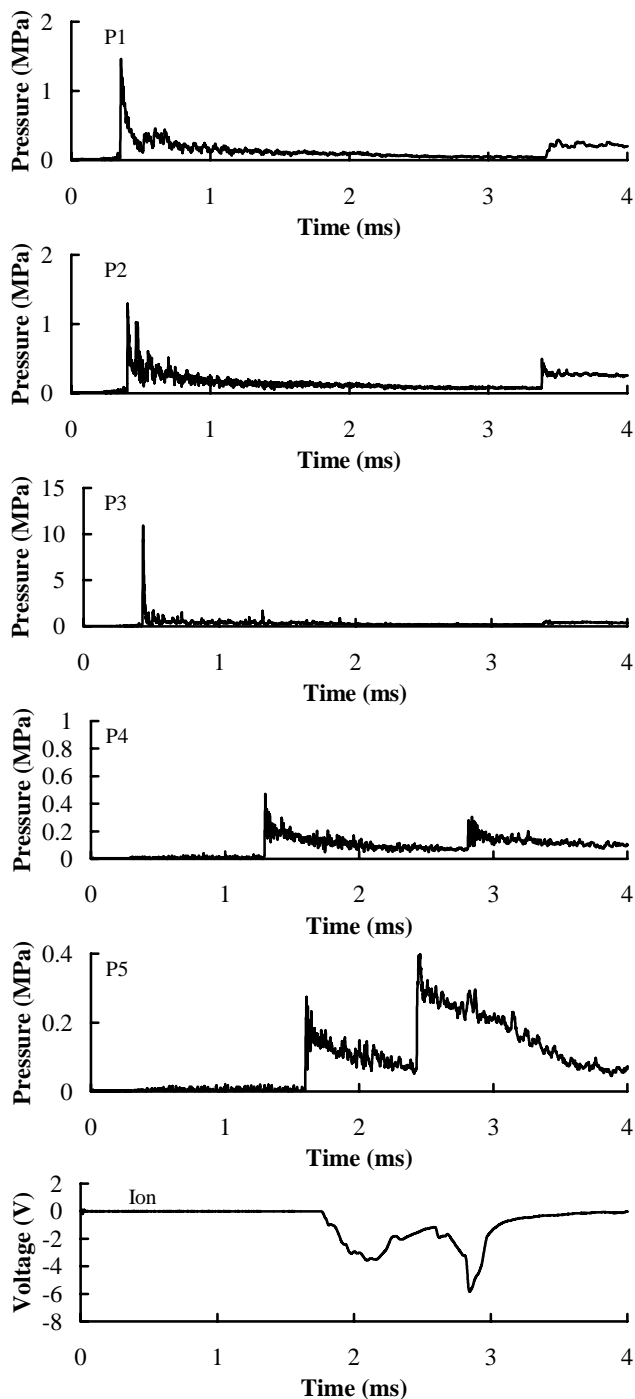 P1
Pressure (MPa)
2
1
0
0 1 2 3 4
Time (ms)
P2
Pressure (MPa)
2
1
0
0 1 2 3 4
Time (ms)
P3
Pressure (MPa)
15
10
5
0
0 1 2 3 4
Time (ms)
P4
Pressure (MPa)
1
0.8
0.6
0.4
0.2
0
0 1 2 3 4
Time (ms)
P5
Pressure (MPa)
0.4
0.2
0
0 1 2 3 4
Time (ms)
Ion
Voltage (V)
2
0
-2
-4
-6
-8
0 1 2 3 4
Time (ms)